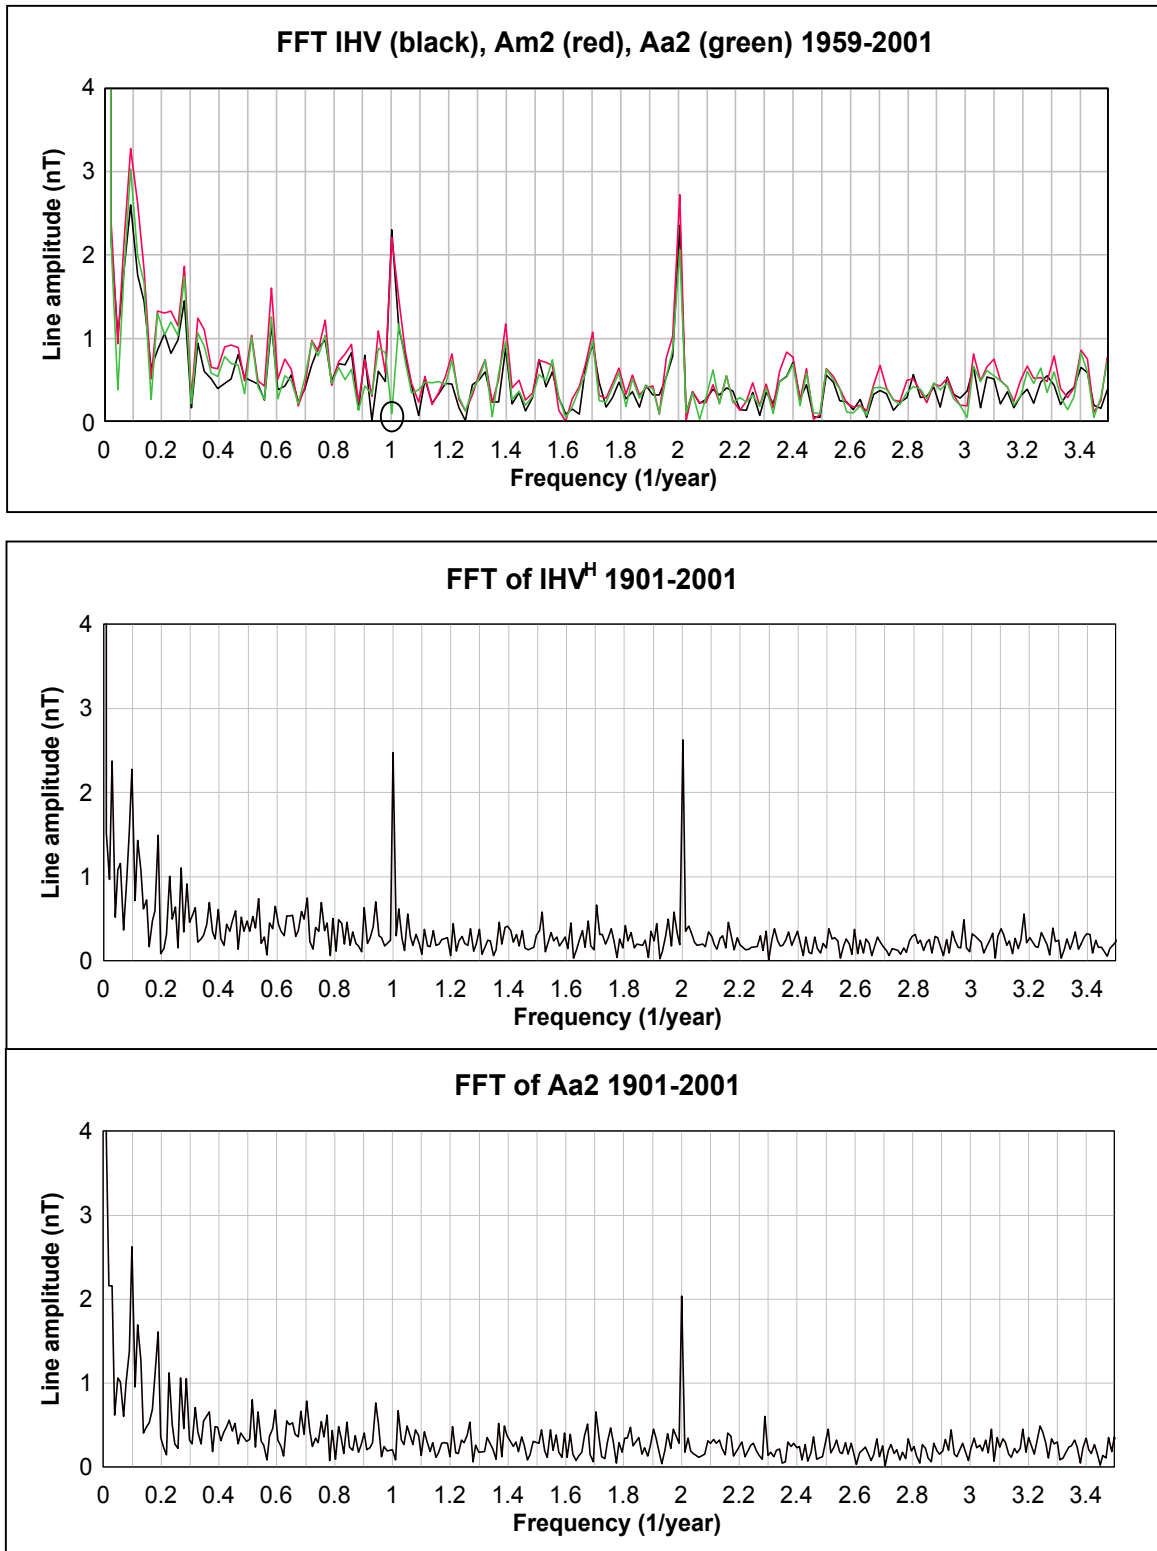 FFT IHV (black), Am2 (red), Aa2 (green) 1959-2001
Line amplitude (nT)
4
3
2
1
0
0 0.2 0.4 0.6 0.8 1 1.2 1.4 1.6 1.8 2 2.2 2.4 2.6 2.8 3 3.2 3.4
Frequency (1/year)
FFT of IHV^H 1901-2001
Line amplitude (nT)
4
3
2
1
0
0 0.2 0.4 0.6 0.8 1 1.2 1.4 1.6 1.8 2 2.2 2.4 2.6 2.8 3 3.2 3.4
Frequency (1/year)
FFT of Aa2 1901-2001
Line amplitude (nT)
4
3
2
1
0
0 0.2 0.4 0.6 0.8 1 1.2 1.4 1.6 1.8 2 2.2 2.4 2.6 2.8 3 3.2 3.4
Frequency (1/year)